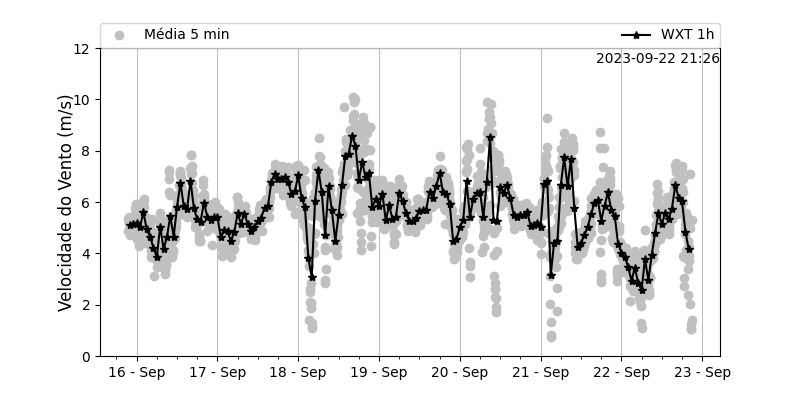 Média 5 min
WXT 1h
2023-09-22 21:26
Velocidade do Vento (m/s)
12
10
8
6
4
2
0
16 - Sep
17 - Sep
18 - Sep
19 - Sep
20 - Sep
21 - Sep
22 - Sep
23 - Sep